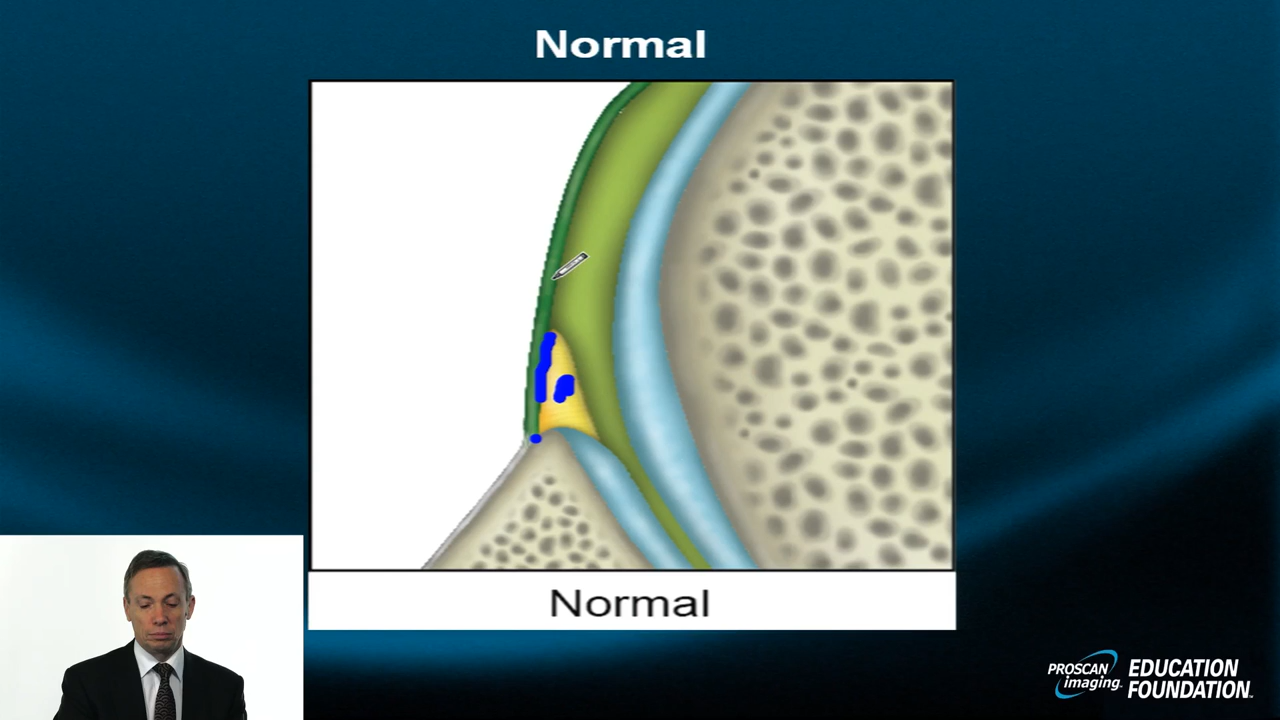 Normal
Normal
PROSCAN
imaging
EDUCATION
FOUNDATION